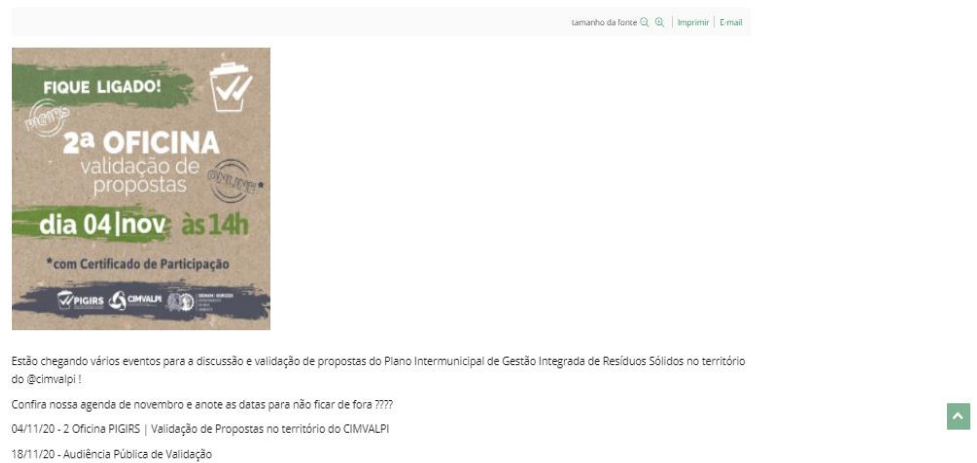 tamanho da fonte Imprimir E-mail
FIQUE LIGADO!
PIGIRS
2ª OFICINA
validação de
propostas
ONLINE *
dia 04|nov às 14h
*com Certificado de Participação
PIGIRS CIMVALPI
Estão chegando vários eventos para a discussão e validação de propostas do Plano Intermunicipal de Gestão Integrada de Resíduos Sólidos no território
do @cimvalpi !
Confira nossa agenda de novembro e anote as datas para não ficar de fora ????
04/11/20 - 2 Oficina PIGIRS | Validação de Propostas no território do CIMVALPI
18/11/20 - Audiência Pública de Validação